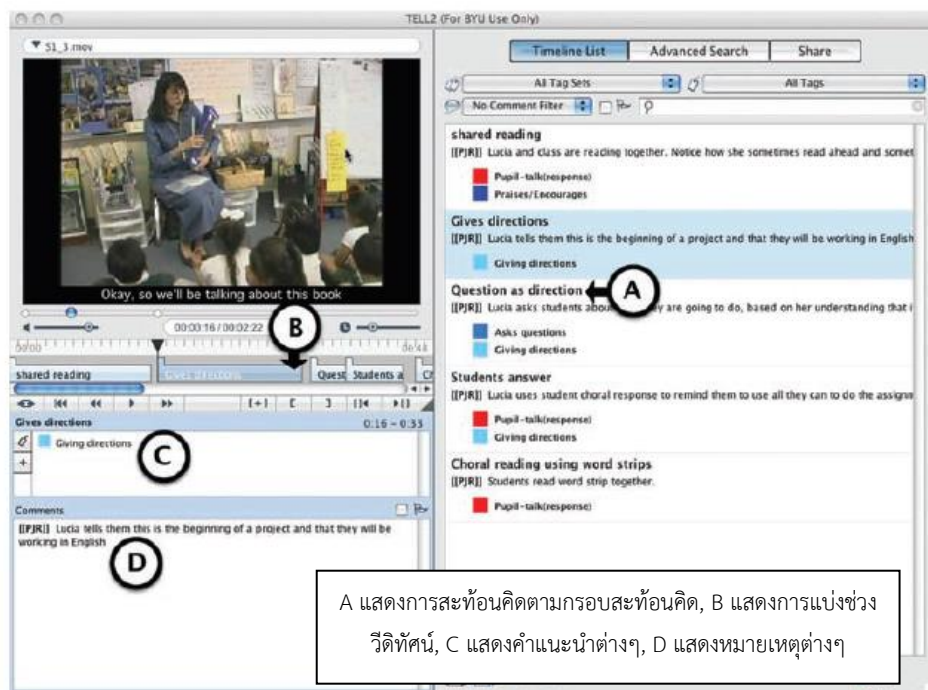 TELL2 (For BYU Use Only)
51_3.mov
Okay, so we'll be talking about this book
00:00:16/00:02:22
B
00:00
shared reading
Gives directions
Quest
Students a
[+] [ ]
Gives directions
0:16 - 0:33
Giving directions
C
Comments
[[PJR]] Lucia tells them this is the beginning of a project and that they will be
working in English
D
Timeline List
Advanced Search
Share
All Tag Sets
All Tags
No Comment Filter
shared reading
[[PJR]] Lucia and class are reading together. Notice how she sometimes read ahead and somet
Pupil-talk(response)
Praises/Encourages
Gives directions
[[PJR]] Lucia tells them this is the beginning of a project and that they will be working in English
Giving directions
Question as direction
A
[[PJR]] Lucia asks students about they are going to do, based on her understanding that i
Asks questions
Giving directions
Students answer
[[PJR]] Lucia uses student choral response to remind them to use all they can to do the assignm
Pupil-talk(response)
Giving directions
Choral reading using word strips
[[PJR]] Students read word strip together.
Pupil-talk(response)
A แสดงการสะท้อนคิดตามกรอบสะท้อนคิด, B แสดงการแบ่งช่วง
วีดิทัศน์, C แสดงคำแนะนำต่างๆ, D แสดงหมายเหตุต่างๆ